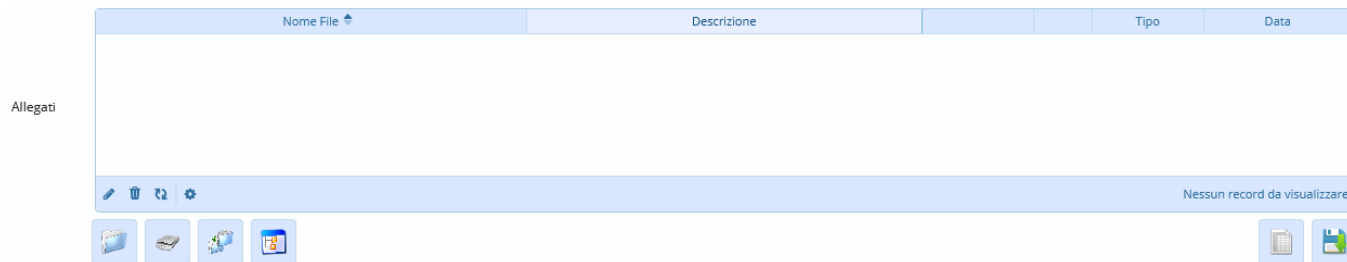 Nome File Descrizione Tipo Data
Allegati
Nessun record da visualizzare